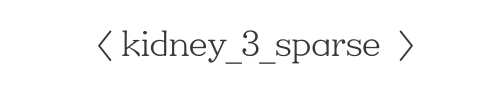 〈 kidney_3_sparse 〉